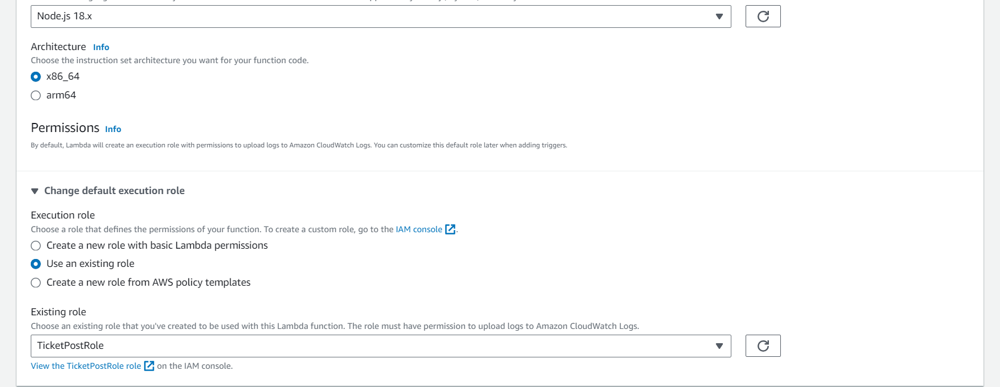 Node.js 18.x
Architecture Info
Choose the instruction set architecture you want for your function code.
x86_64
arm64
Permissions Info
By default, Lambda will create an execution role with permissions to upload logs to Amazon CloudWatch Logs. You can customize this default role later when adding triggers.
Change default execution role
Execution role
Choose a role that defines the permissions of your function. To create a custom role, go to the IAM console.
Create a new role with basic Lambda permissions
Use an existing role
Create a new role from AWS policy templates
Existing role
Choose an existing role that you've created to be used with this Lambda function. The role must have permission to upload logs to Amazon CloudWatch Logs.
TicketPostRole
View the TicketPostRole role on the IAM console.